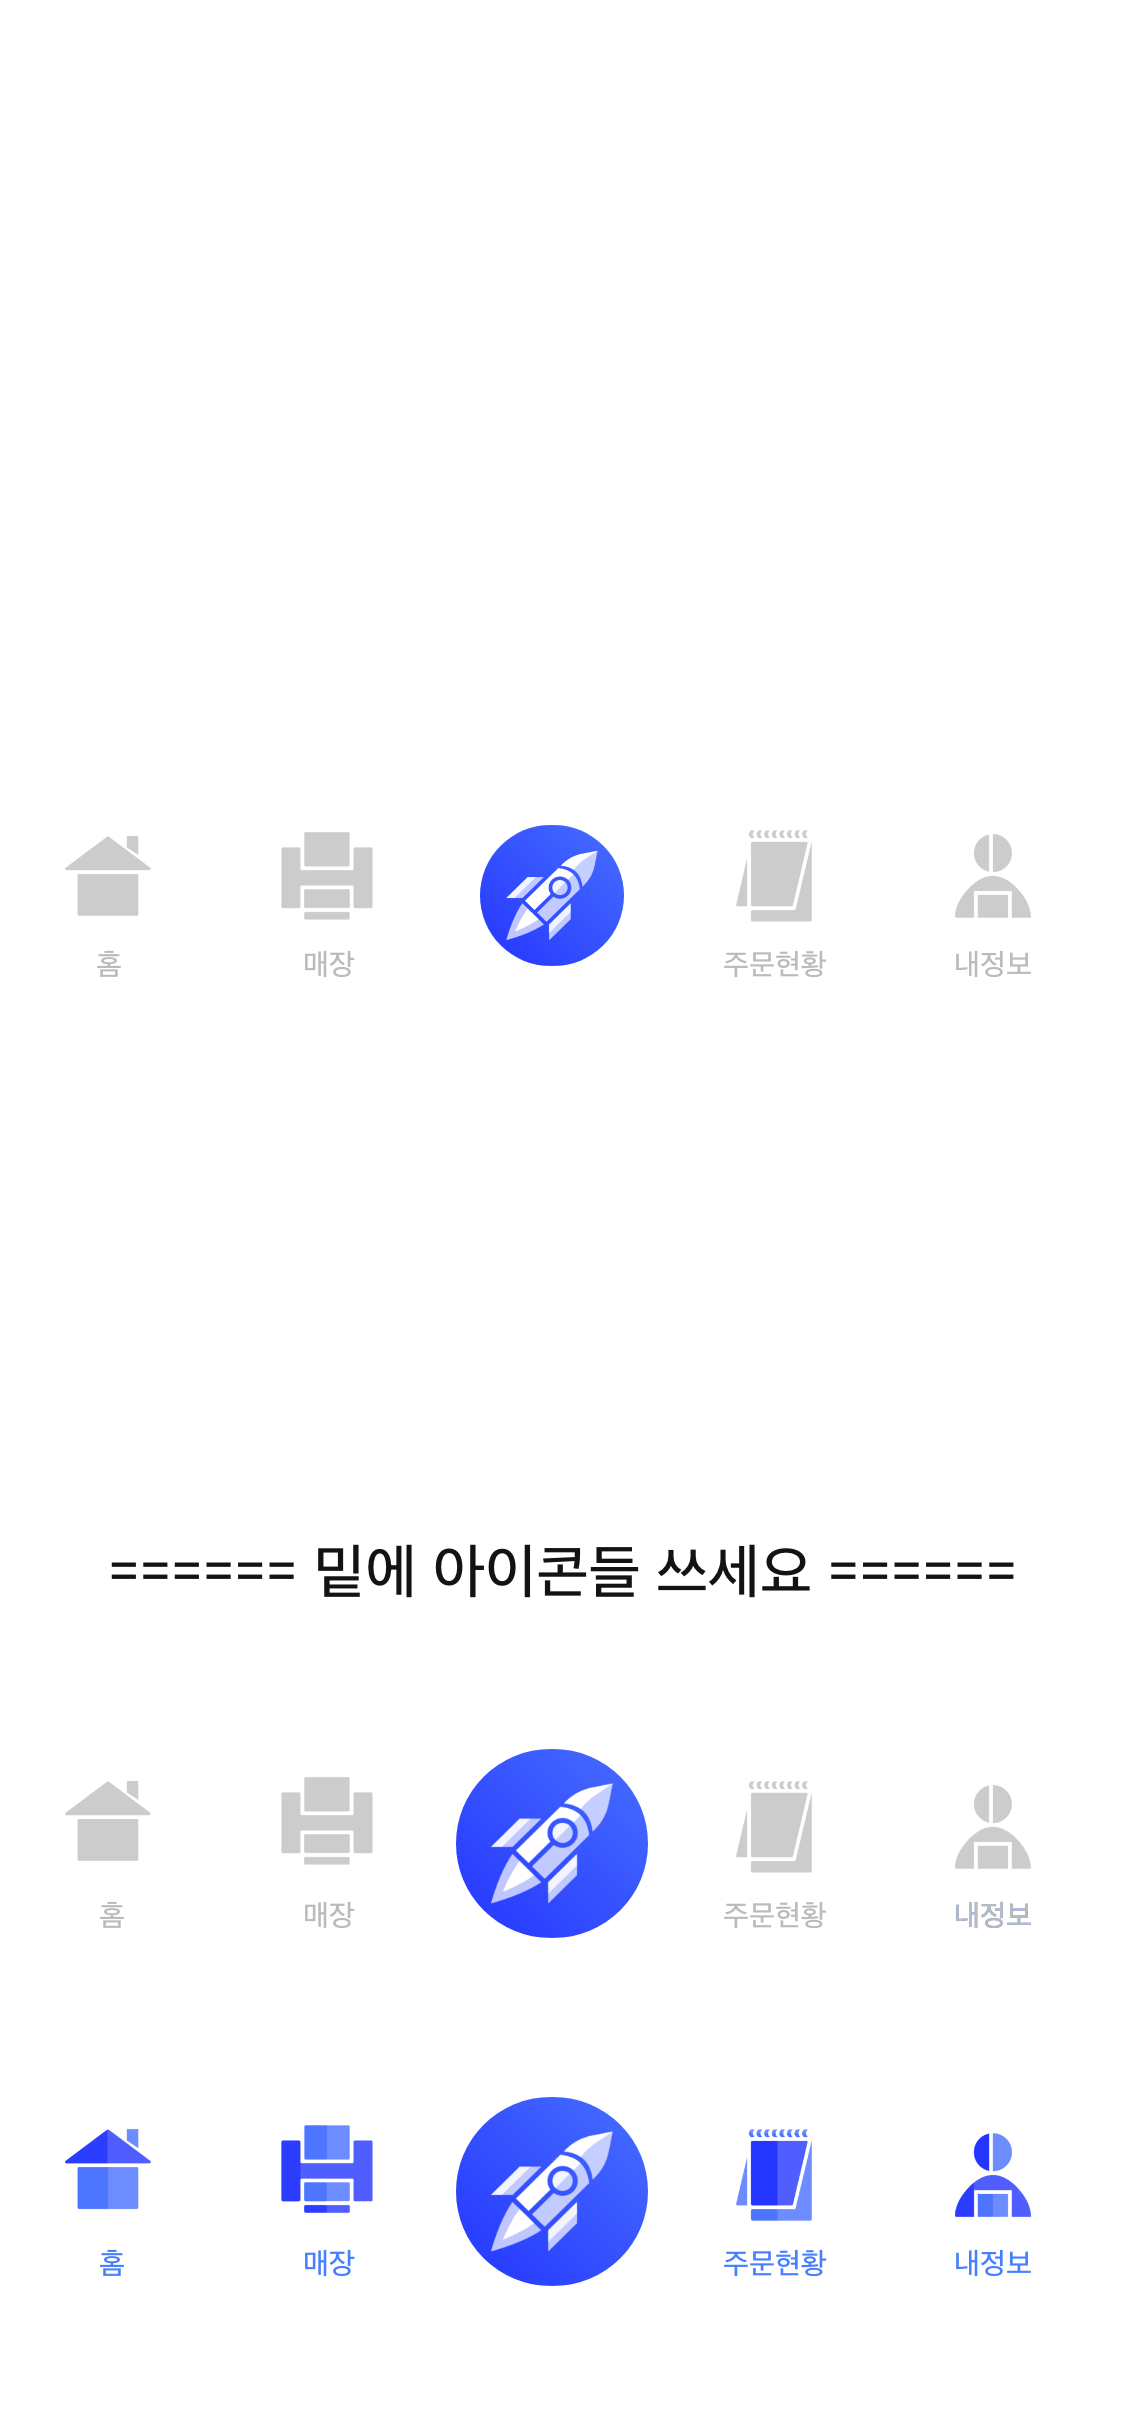 홈 매장 주문현황 내정보
====== 밑에 아이콘들 쓰세요 ======
홈 매장 주문현황 내정보
홈 매장 주문현황 내정보